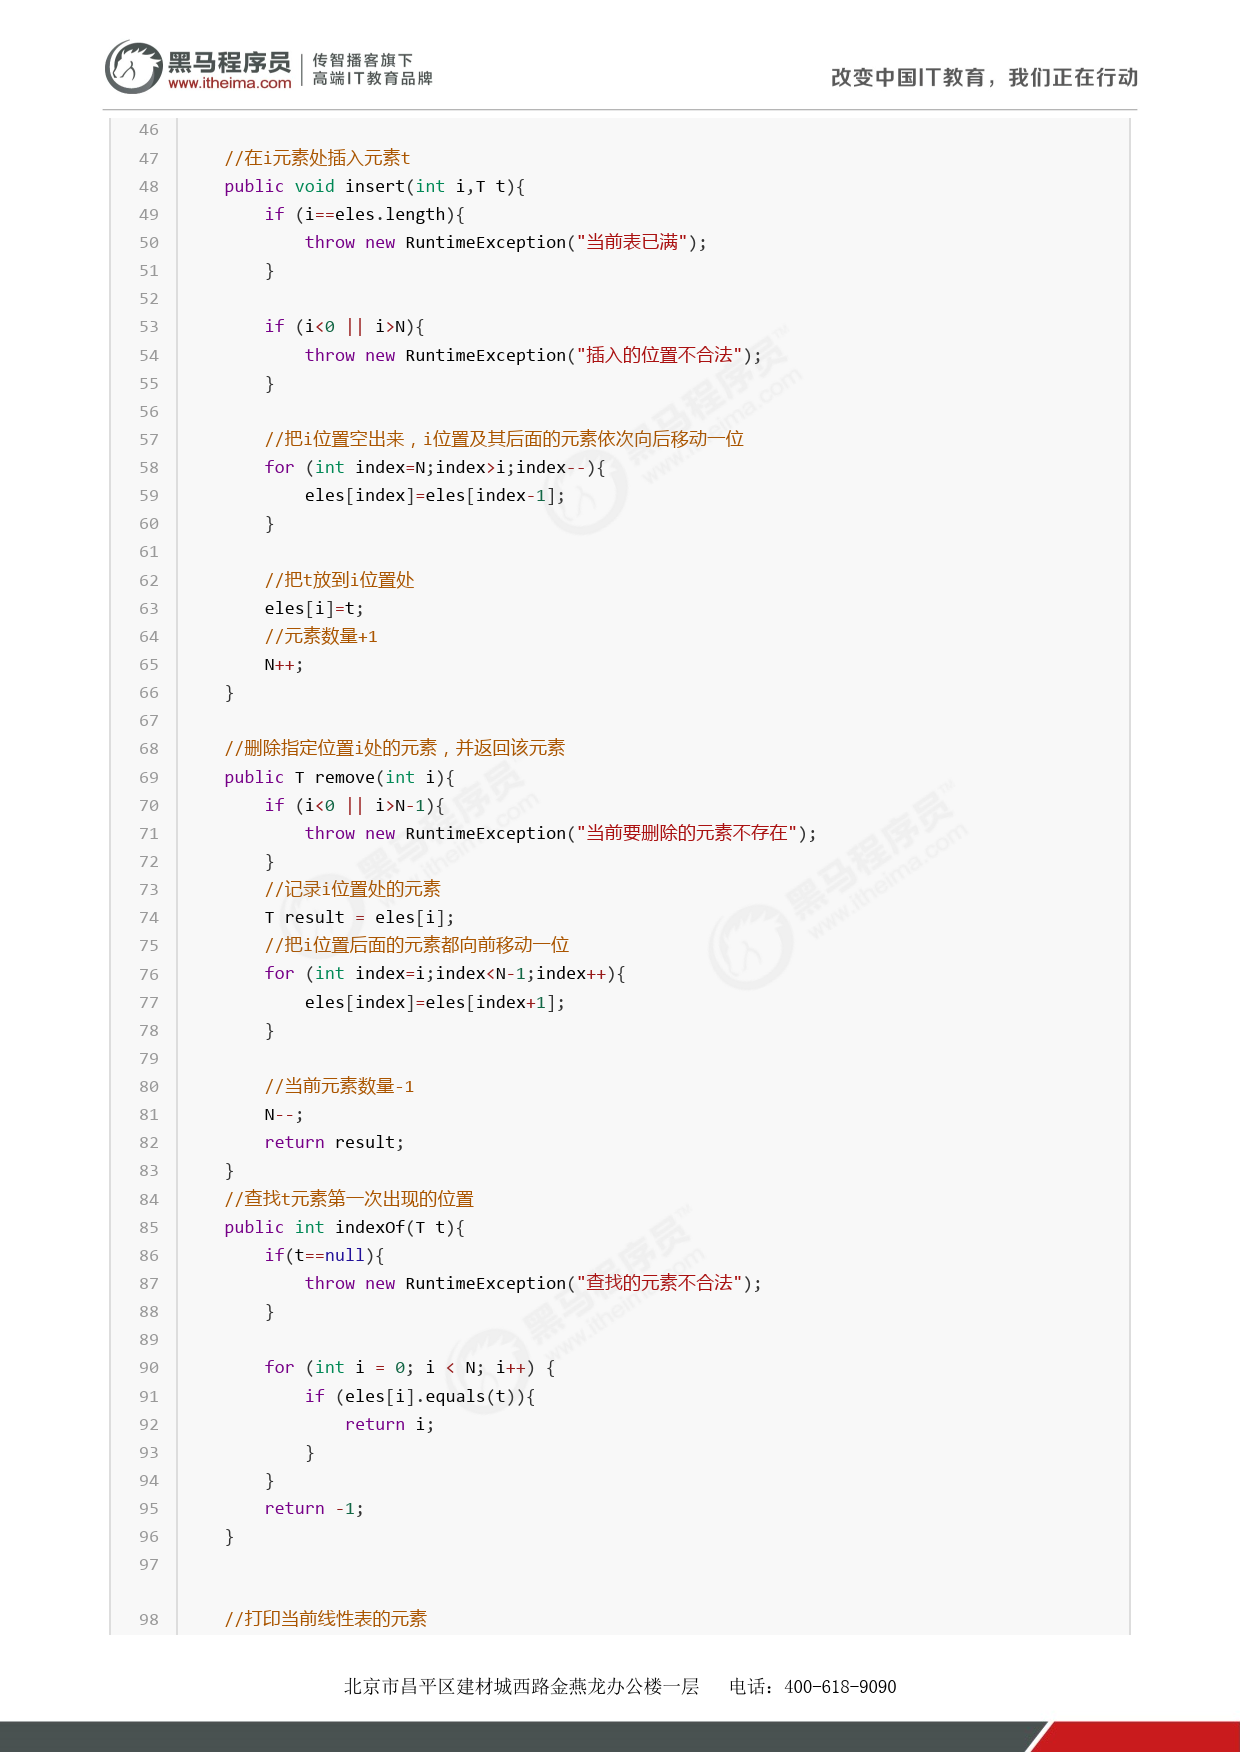 黑马程序员 传智播客旗下
www.itheima.com 高端IT教育品牌
改变中国IT教育，我们正在行动
46
47 //在i元素处插入元素t
48 public void insert(int i,T t){
49 if (i==eles.length){
50 throw new RuntimeException("当前表已满");
51 }
52
53 if (i<0 || i>N){
54 throw new RuntimeException("插入的位置不合法");
55 }
56
57 //把i位置空出来，i位置及其后面的元素依次向后移动一位
58 for (int index=N;index>i;index--){
59 eles[index]=eles[index-1];
60 }
61
62 //把t放到i位置处
63 eles[i]=t;
64 //元素数量+1
65 N++;
66 }
67
68 //删除指定位置i处的元素，并返回该元素
69 public T remove(int i){
70 if (i<0 || i>N-1){
71 throw new RuntimeException("当前要删除的元素不存在");
72 }
73 //记录i位置处的元素
74 T result = eles[i];
75 //把i位置后面的元素都向前移动一位
76 for (int index=i;index<N-1;index++){
77 eles[index]=eles[index+1];
78 }
79
80 //当前元素数量-1
81 N--;
82 return result;
83 }
84 //查找t元素第一次出现的位置
85 public int indexOf(T t){
86 if(t==null){
87 throw new RuntimeException("查找的元素不合法");
88 }
89
90 for (int i = 0; i < N; i++) {
91 if (eles[i].equals(t)){
92 return i;
93 }
94 }
95 return -1;
96 }
97
98 //打印当前线性表的元素
北京市昌平区建材城西路金燕龙办公楼一层 电话：400-618-9090